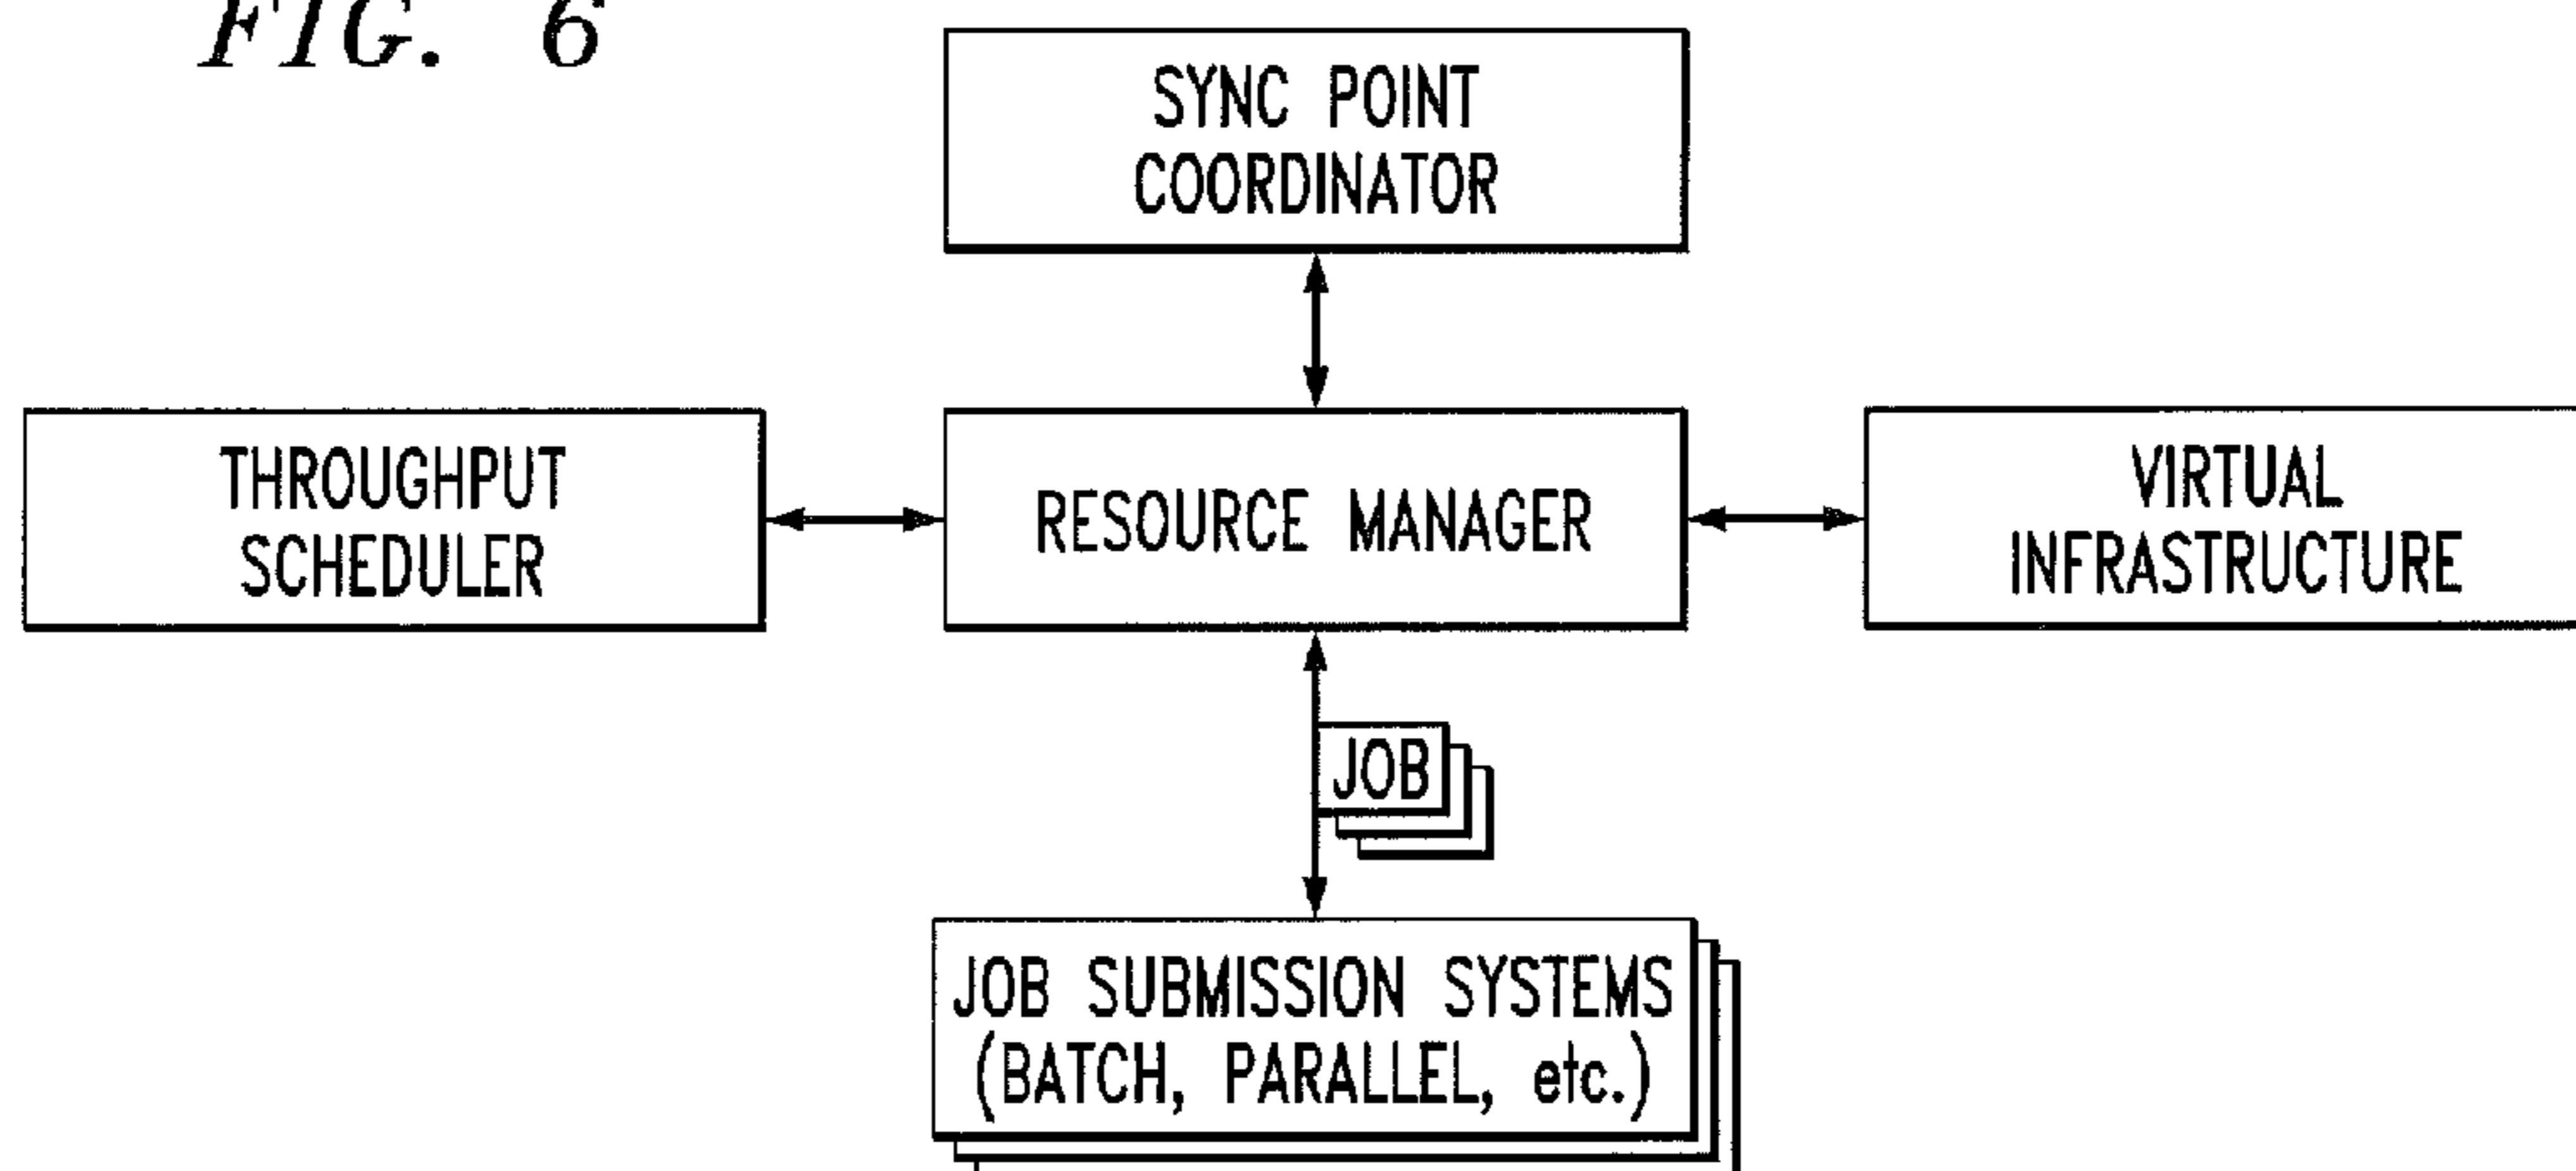 FIG. 6
SYNC POINT
COORDINATOR
THROUGHPUT
SCHEDULER
RESOURCE MANAGER
VIRTUAL
INFRASTRUCTURE
JOB
JOB SUBMISSION SYSTEMS
(BATCH, PARALLEL, etc.)